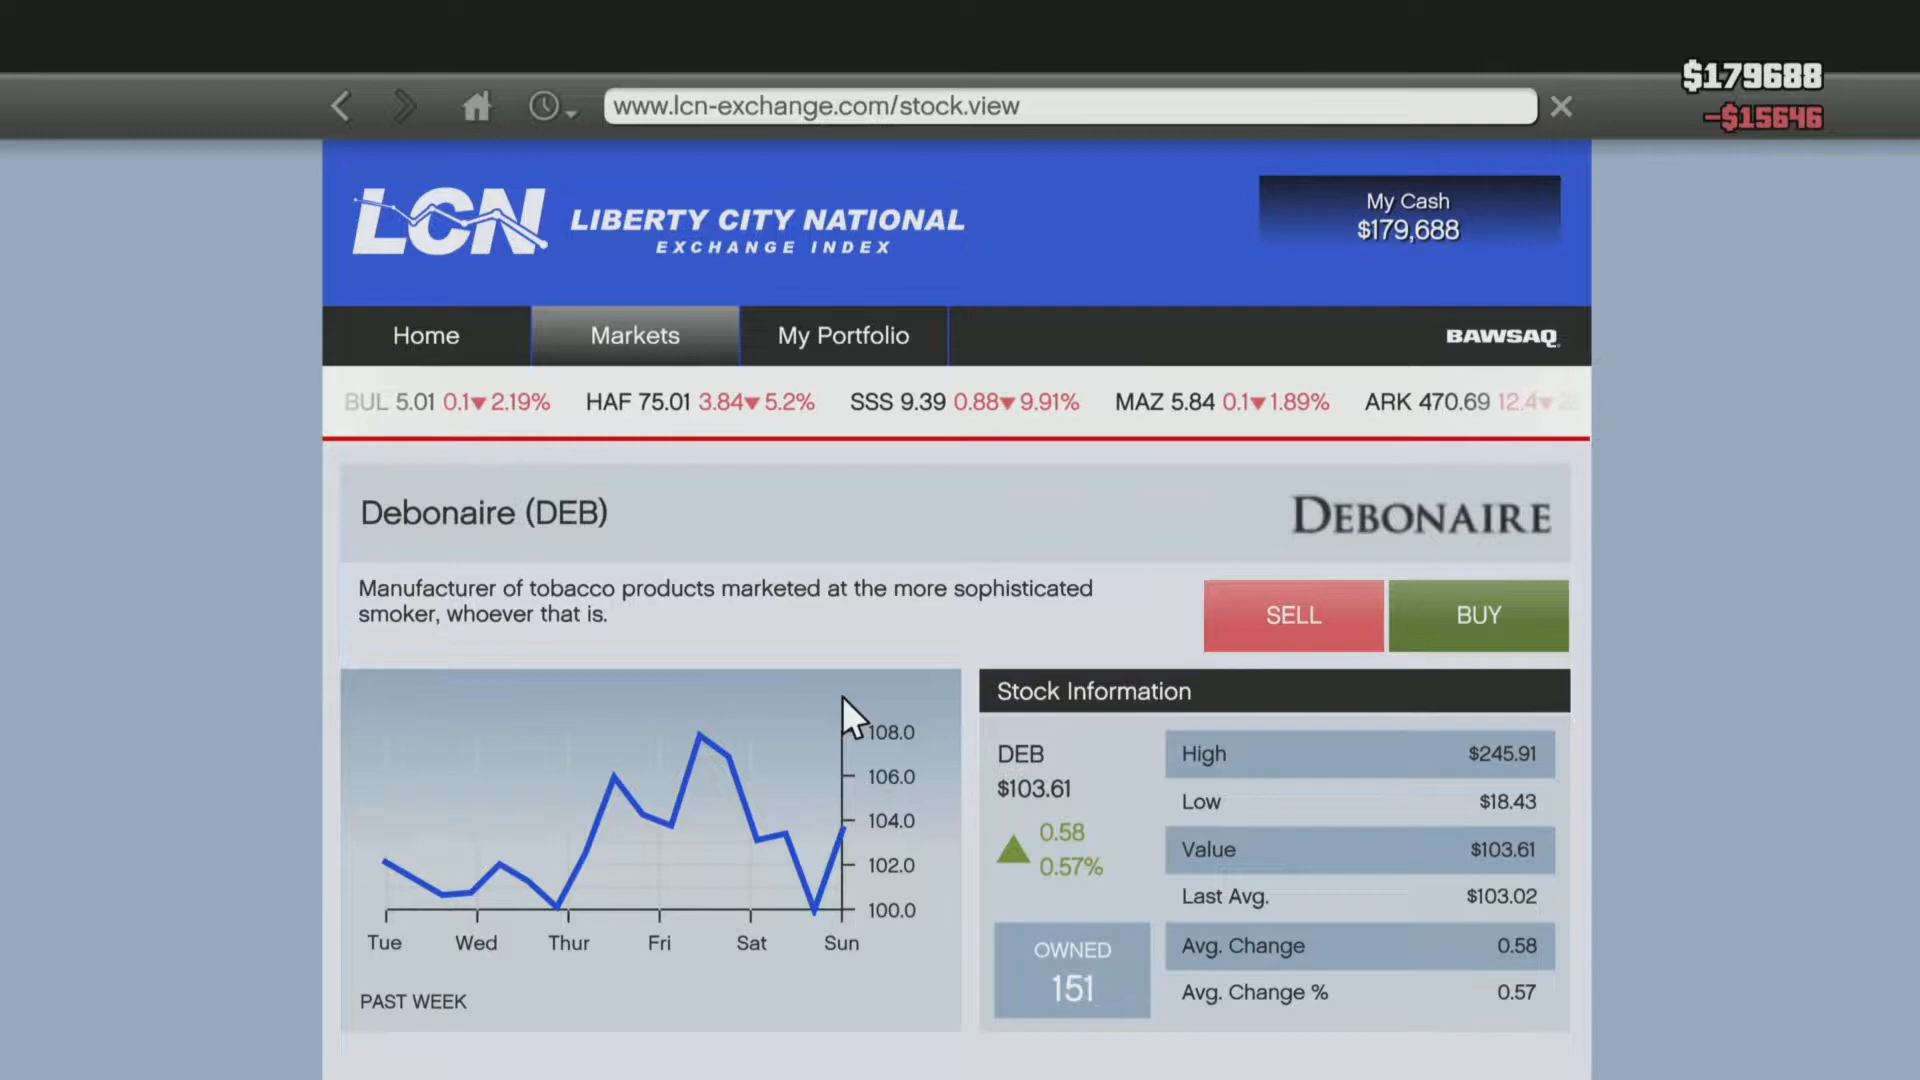 $179688
-$15646
www.lcn-exchange.com/stock.view
LCN LIBERTY CITY NATIONAL
EXCHANGE INDEX
My Cash
$179,688
Home Markets My Portfolio BAWSAQ
BUL 5.01 0.1▼2.19% HAF 75.01 3.84▼5.2% SSS 9.39 0.88▼9.91% MAZ 5.84 0.1▼1.89% ARK 470.69 12.4▼
Debonaire (DEB) DEBONAIRE
Manufacturer of tobacco products marketed at the more sophisticated
smoker, whoever that is.
SELL BUY
108.0
106.0
104.0
102.0
100.0
Tue Wed Thur Fri Sat Sun
PAST WEEK
Stock Information
DEB
$103.61
0.58
0.57%
OWNED
151
High $245.91
Low $18.43
Value $103.61
Last Avg. $103.02
Avg. Change 0.58
Avg. Change % 0.57